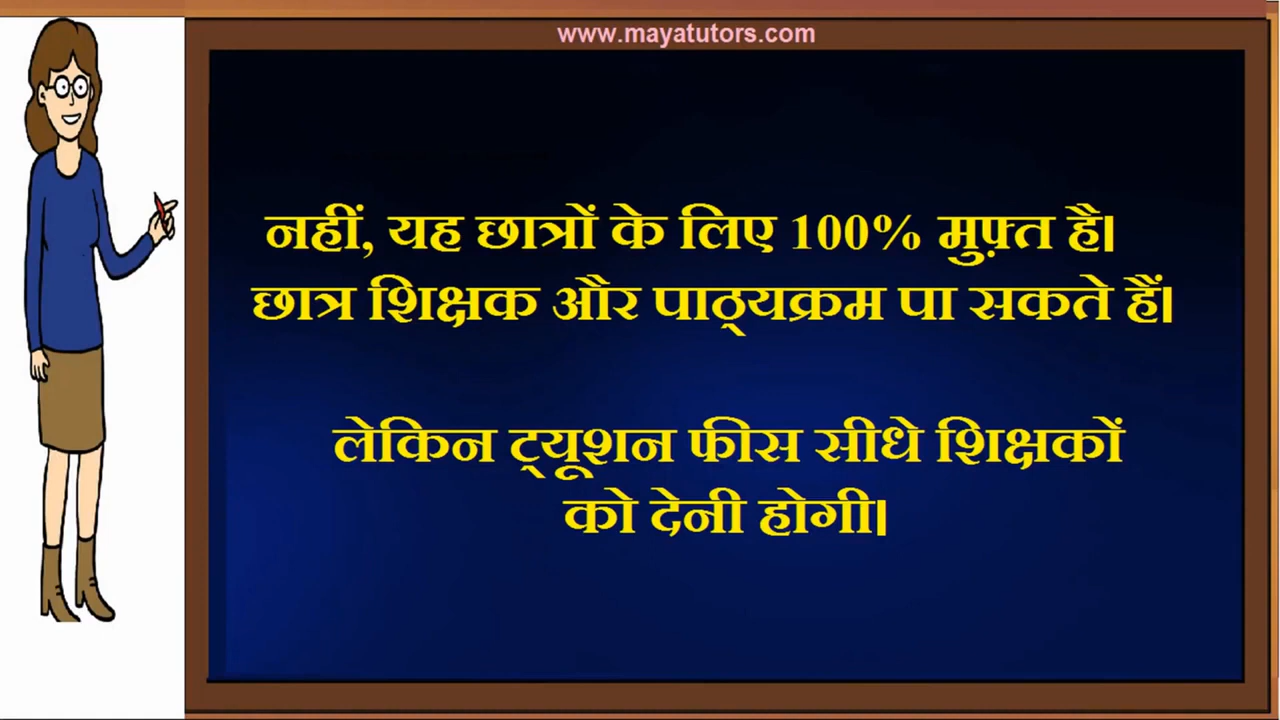 www.mayatutors.com
नहीं, यह छात्रों के लिए 100% मुफ़्त है।
छात्र शिक्षक और पाठ्यक्रम पा सकते हैं।
लेकिन ट्यूशन फीस सीधे शिक्षकों
को देनी होगी।